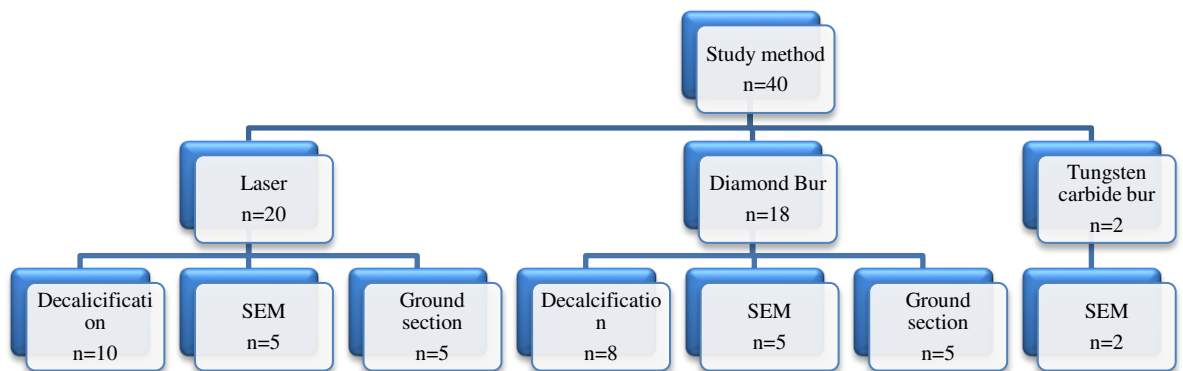 Study method
n=40
Laser
n=20
Diamond Bur
n=18
Tungsten
carbide bur
n=2
Decalicificati
on
n=10
SEM
n=5
Ground
section
n=5
Decalcificatio
n
n=8
SEM
n=5
Ground
section
n=5
SEM
n=2